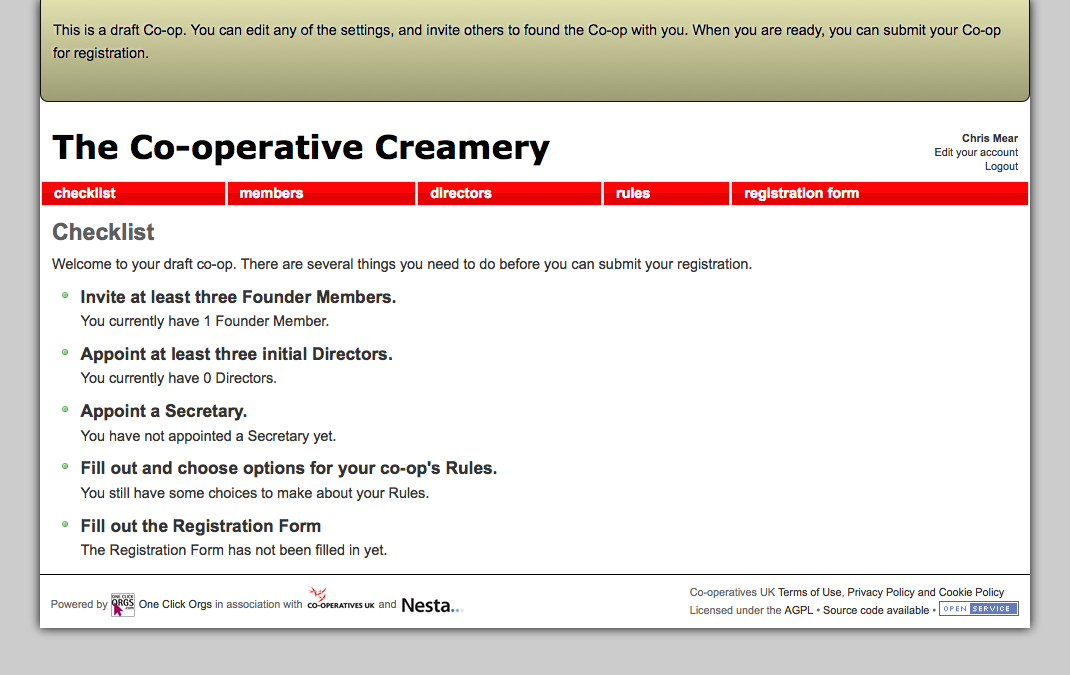 This is a draft Co-op. You can edit any of the settings, and invite others to found the Co-op with you. When you are ready, you can submit your Co-op
for registration.
The Co-operative Creamery
Chris Mear
Edit your account
Logout
checklist members directors rules registration form
Checklist
Welcome to your draft co-op. There are several things you need to do before you can submit your registration.
Invite at least three Founder Members.
You currently have 1 Founder Member.
Appoint at least three initial Directors.
You currently have 0 Directors.
Appoint a Secretary.
You have not appointed a Secretary yet.
Fill out and choose options for your co-op's Rules.
You still have some choices to make about your Rules.
Fill out the Registration Form
The Registration Form has not been filled in yet.
Powered by ONE CLICK ORGS .com One Click Orgs in association with CO-OPERATIVES UK and Nesta...
Co-operatives UK Terms of Use, Privacy Policy and Cookie Policy
Licensed under the AGPL • Source code available • OPEN SERVICE